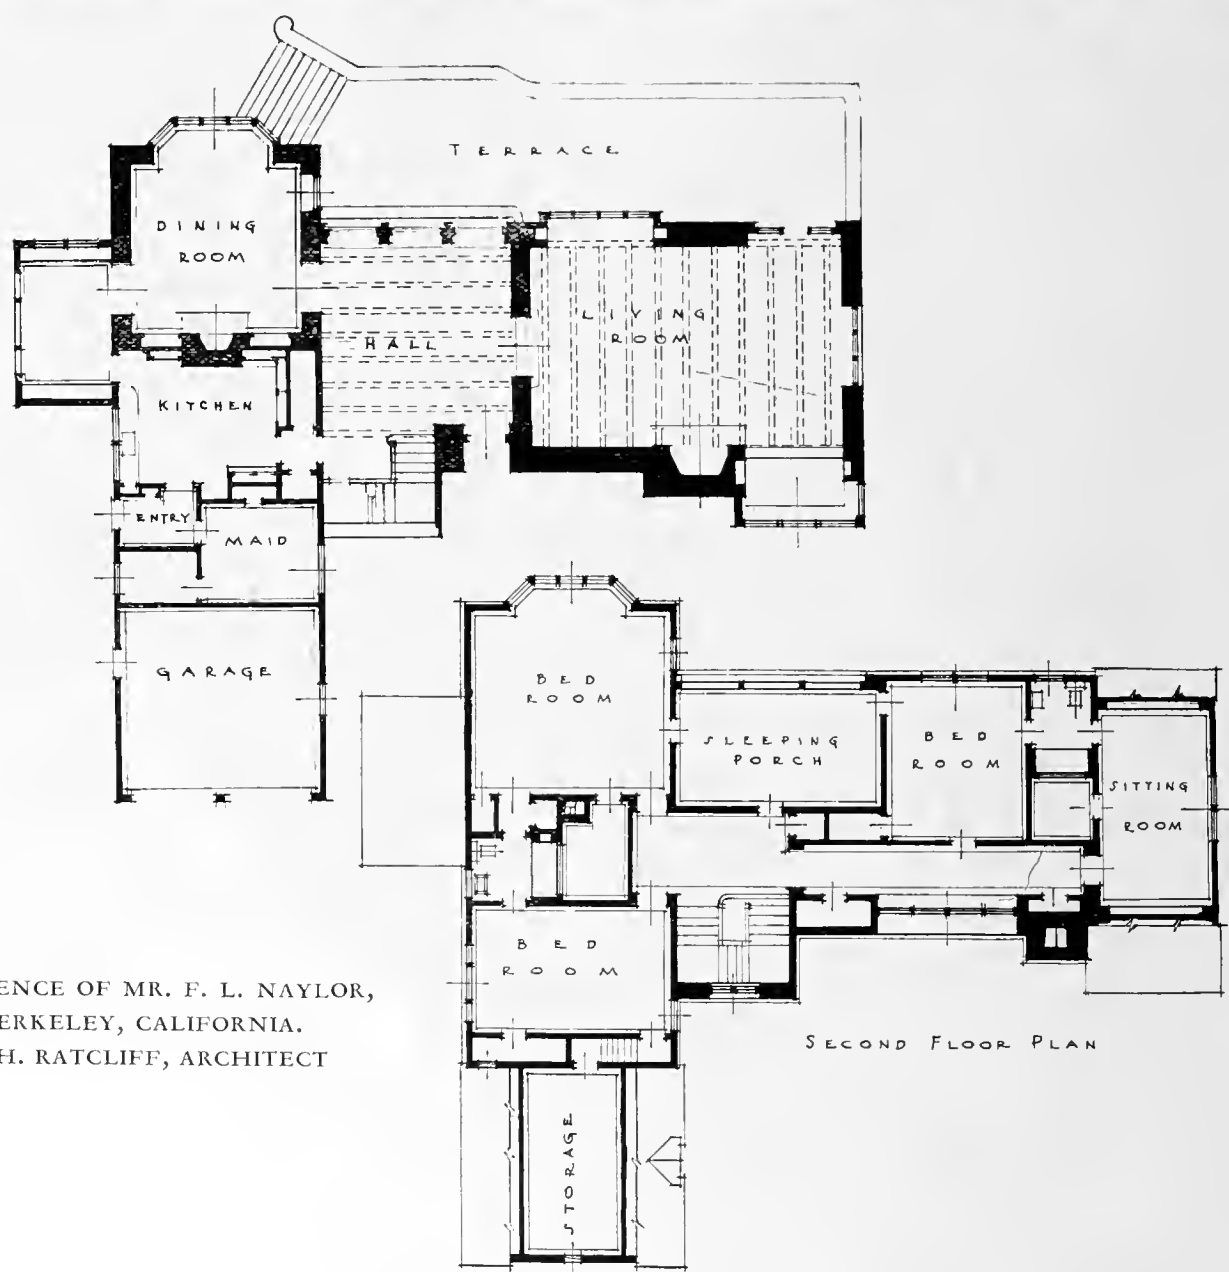 TERRACE
DINING
ROOM
LIVING
ROOM
HALL
KITCHEN
ENTRY
MAID
GARAGE
BED
ROOM
SLEEPING
PORCH
BED
ROOM
SITTING
ROOM
BED
ROOM
STORAGE
SECOND FLOOR PLAN
ENCE OF MR. F. L. NAYLOR,
ERKELEY, CALIFORNIA.
H. RATCLIFF, ARCHITECT